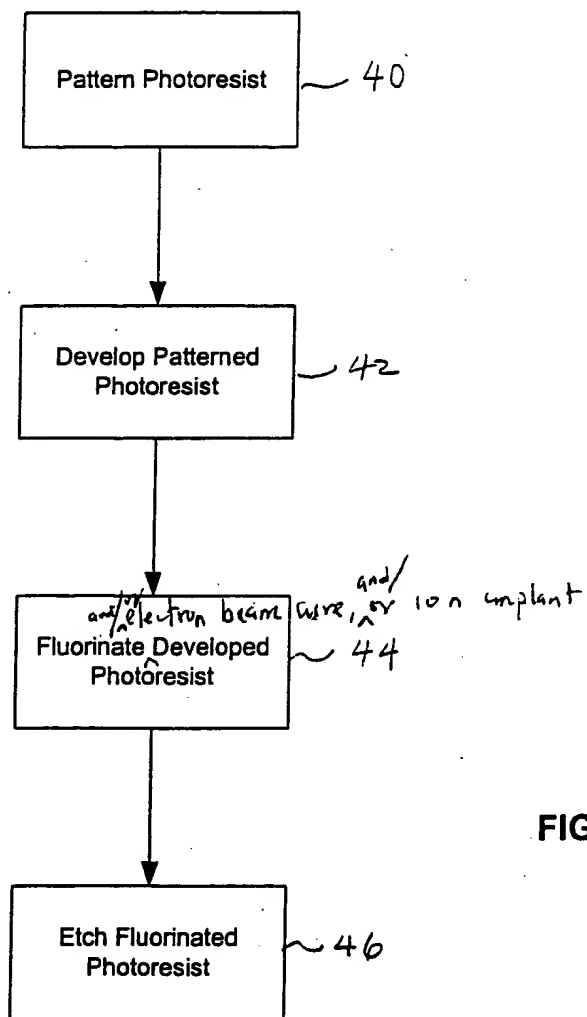 Pattern Photoresist
40
Develop Patterned
Photoresist
42
and/or electron beam cure, and/or ion implant
Fluorinate ^ Developed
Photoresist
44
FIG
Etch Fluorinated
Photoresist
46